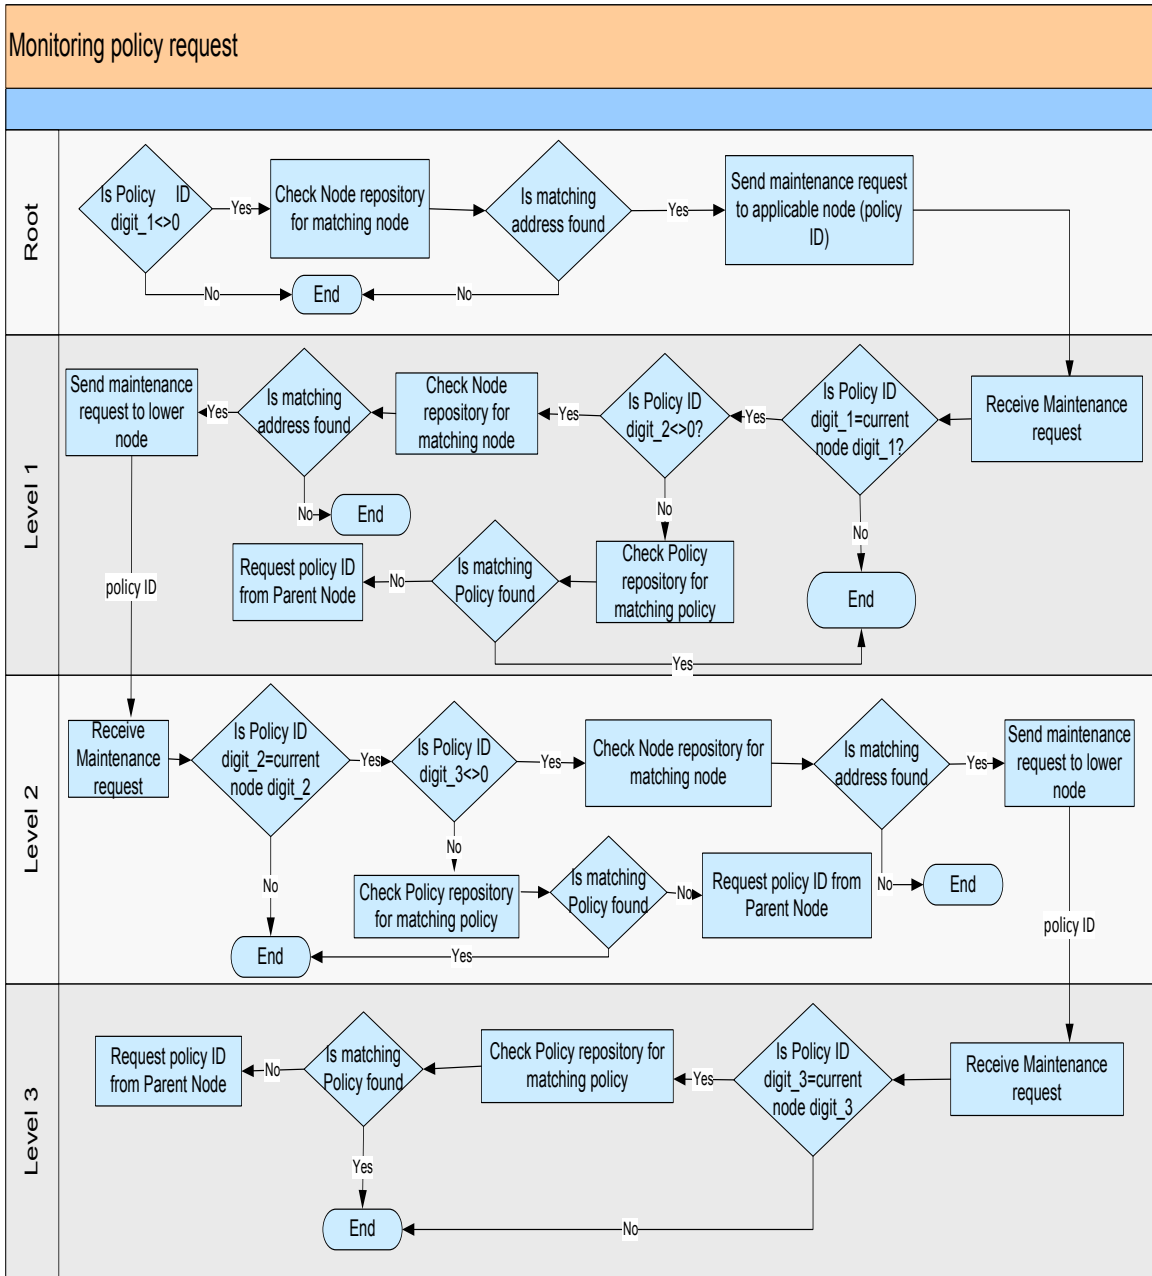 Monitoring policy request
Root
Is Policy ID
digit_1<>0
Yes
Check Node repository
for matching node
Is matching
address found
Yes
Send maintenance request
to applicable node (policy
ID)
No
End
No
Level 1
Send maintenance
request to lower
node
Yes
Is matching
address found
Check Node
repository for
matching node
Yes
Is Policy ID
digit_2<>0?
Yes
Is Policy ID
digit_1=current
node digit_1?
Receive Maintenance
request
No
End
No
No
policy ID
Request policy ID
from Parent Node
No
Is matching
Policy found
Check Policy
repository for
matching policy
End
Yes
Level 2
Receive
Maintenance
request
Is Policy ID
digit_2=current
node digit_2
Yes
Is Policy ID
digit_3<>0
Yes
Check Node repository for
matching node
Is matching
address found
Yes
Send maintenance
request to lower
node
No
No
Check Policy repository
for matching policy
Is matching
Policy found
No
Request policy ID from
Parent Node
No
End
End
Yes
policy ID
Level 3
Request policy ID
from Parent Node
No
Is matching
Policy found
Check Policy repository for
matching policy
Yes
Is Policy ID
digit_3=current
node digit_3
Receive Maintenance
request
Yes
End
No